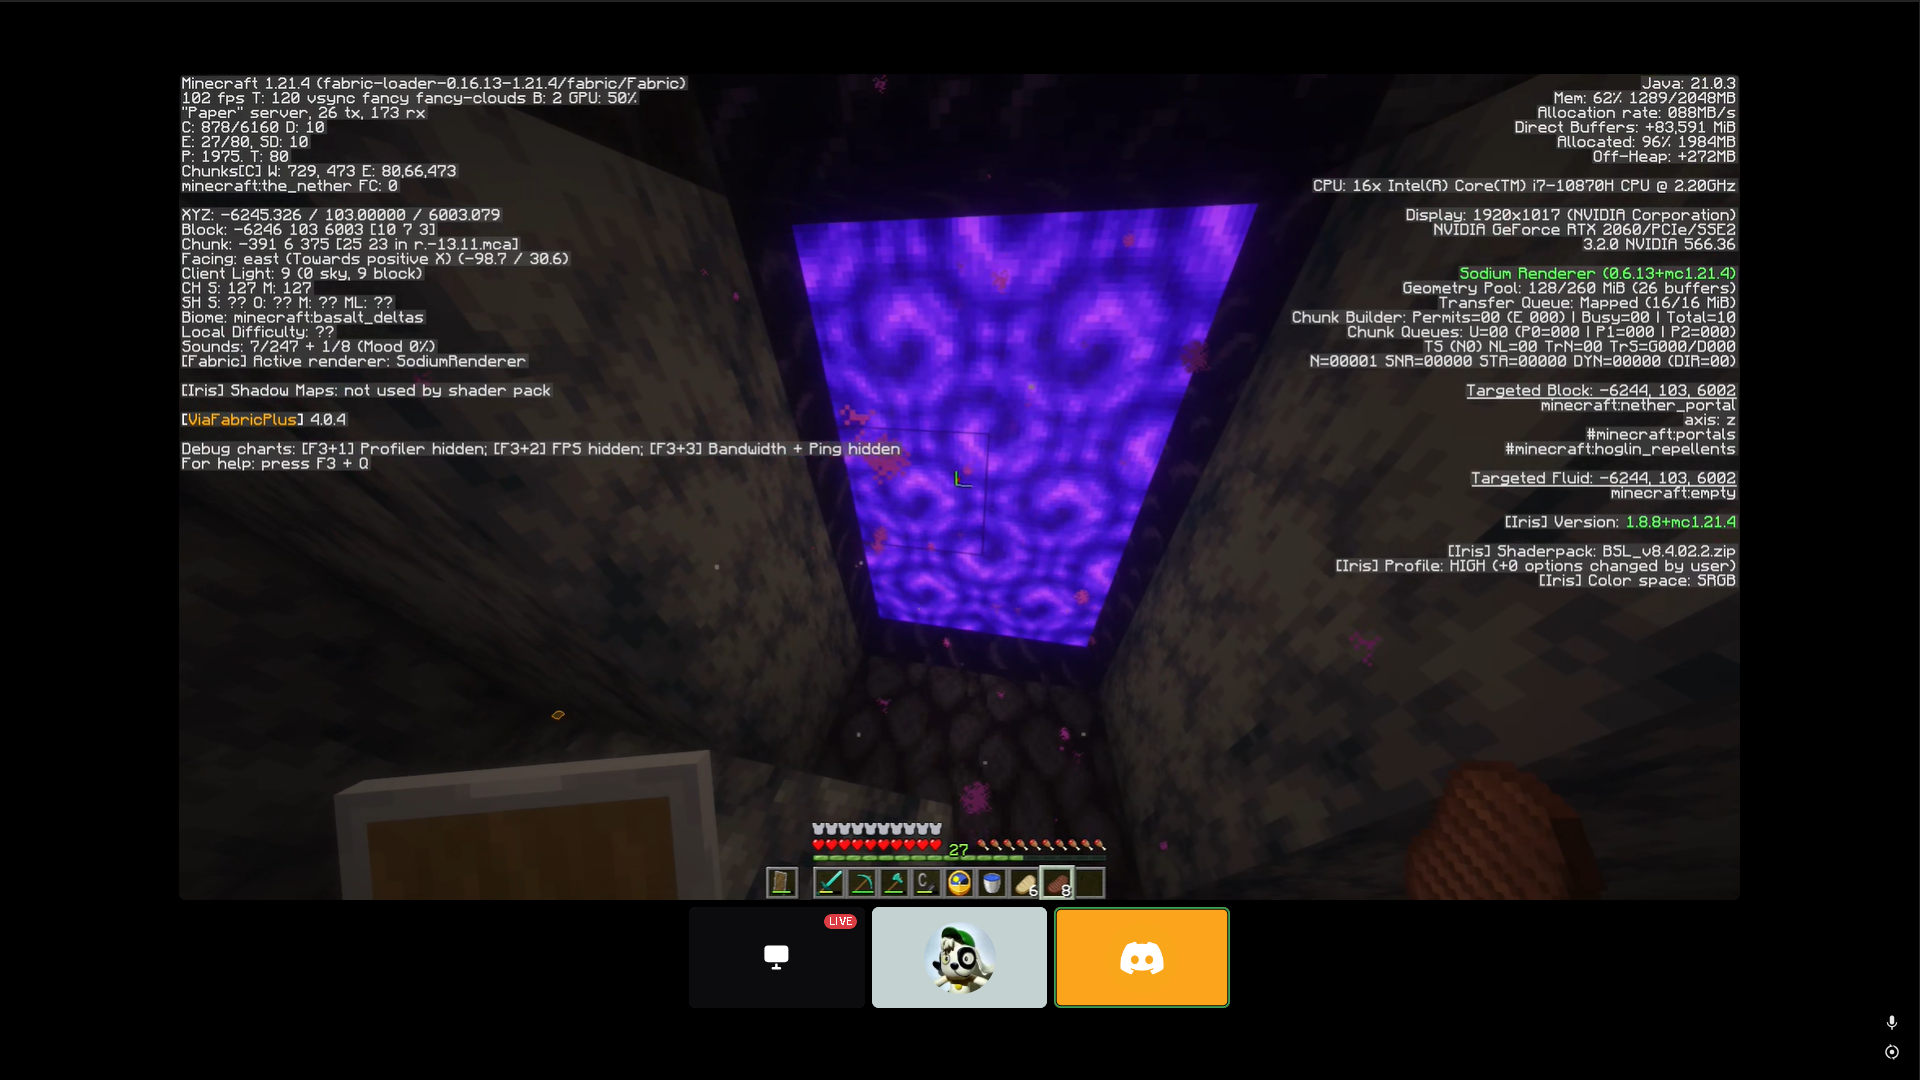 Minecraft 1.21.4 (fabric-loader-0.16.13-1.21.4/fabric/Fabric)
102 fps T: 120 vsync fancy fancy-clouds B: 2 GPU: 50%
"Paper" server, 26 tx, 173 rx
C: 878/6160 D: 10
E: 27/80, SD: 10
P: 1975. T: 80
Chunks[C] W: 729, 473 E: 80,66,473
minecraft:the_nether FC: 0
XYZ: -6245.326 / 103.00000 / 6003.079
Block: -6246 103 6003 [10 7 3]
Chunk: -391 6 375 [25 23 in r.-13.11.mca]
Facing: east (Towards positive X) (-98.7 / 30.6)
Client Light: 9 (0 sky, 9 block)
CH S: 127 M: 127
SH S: ?? O: ?? M: ?? ML: ??
Biome: minecraft:basalt_deltas
Local Difficulty: ??
Sounds: 7/247 + 1/8 (Mood 0%)
[Fabric] Active renderer: SodiumRenderer
[Iris] Shadow Maps: not used by shader pack
[ViaFabricPlus] 4.0.4
Debug charts: [F3+1] Profiler hidden; [F3+2] FPS hidden; [F3+3] Bandwidth + Ping hidden
For help: press F3 + Q
Java: 21.0.3
Mem: 62% 1289/2048MB
Allocation rate: 088MB/s
Direct Buffers: +83,591 MiB
Allocated: 96% 1984MB
Off-Heap: +272MB
CPU: 16x Intel(R) Core(TM) i7-10870H CPU @ 2.20GHz
Display: 1920x1017 (NVIDIA Corporation)
NVIDIA GeForce RTX 2060/PCIe/SSE2
3.2.0 NVIDIA 566.36
Sodium Renderer (0.6.13+mc1.21.4)
Geometry Pool: 128/260 MiB (26 buffers)
Transfer Queue: Mapped (16/16 MiB)
Chunk Builder: Permits=00 (E 000) | Busy=00 | Total=10
Chunk Queues: U=00 (P0=000 | P1=000 | P2=000)
TS (N0) NL=00 TrN=00 TrS=G000/D000
N=00001 SNR=00000 STA=00000 DYN=00000 (DIR=00)
Targeted Block: -6244, 103, 6002
minecraft:nether_portal
axis: z
#minecraft:portals
#minecraft:hoglin_repellents
Targeted Fluid: -6244, 103, 6002
minecraft:empty
[Iris] Version: 1.8.8+mc1.21.4
[Iris] Shaderpack: BSL_v8.4.02.2.zip
[Iris] Profile: HIGH (+0 options changed by user)
[Iris] Color space: SRGB
27
6
8
LIVE